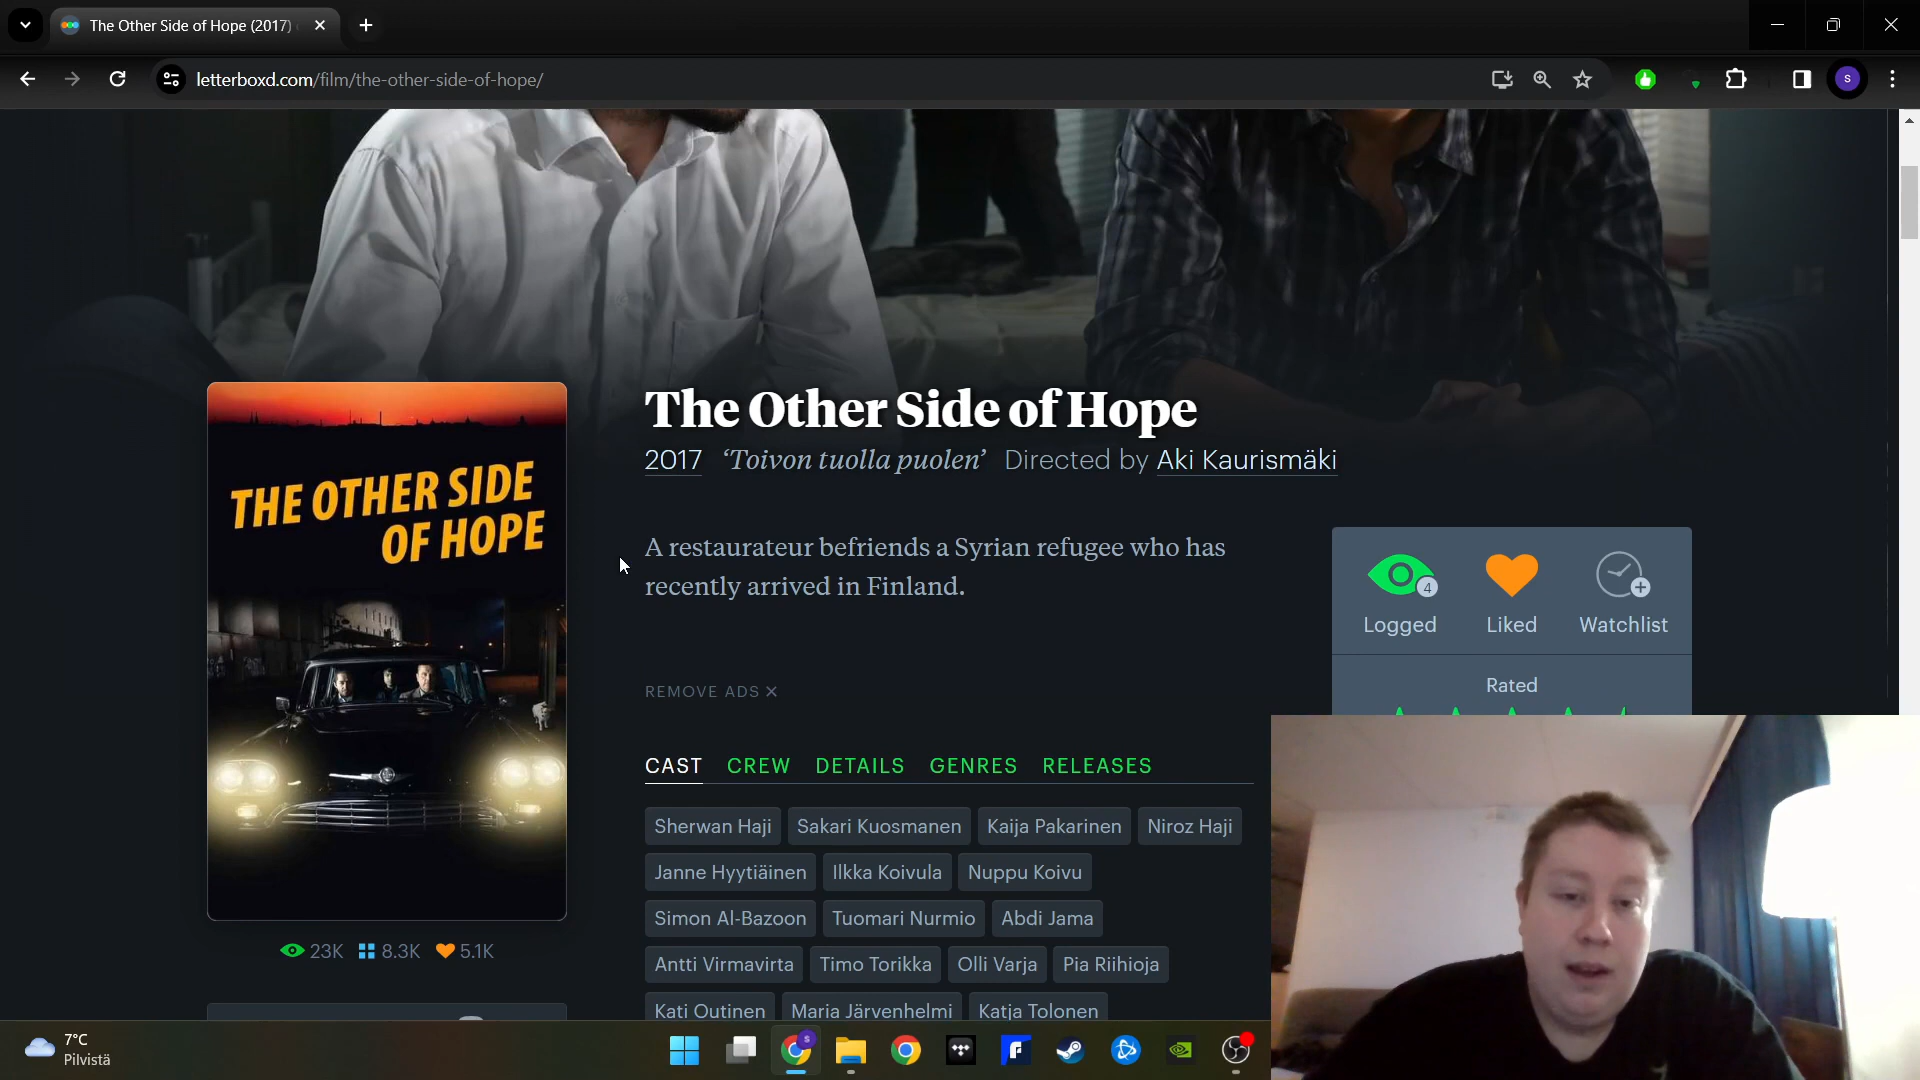 The Other Side of Hope (2017)
letterboxd.com/film/the-other-side-of-hope/
S
THE OTHER SIDE
OF HOPE
The Other Side of Hope
2017 ‘Toivon tuolla puolen’ Directed by Aki Kaurismäki
A restaurateur befriends a Syrian refugee who has
recently arrived in Finland.
4
Logged Liked Watchlist
Rated
REMOVE ADS ×
CAST CREW DETAILS GENRES RELEASES
Sherwan Haji Sakari Kuosmanen Kaija Pakarinen Niroz Haji
Janne Hyytiäinen Ilkka Koivula Nuppu Koivu
Simon Al-Bazoon Tuomari Nurmio Abdi Jama
Antti Virmavirta Timo Torikka Olli Varja Pia Riihioja
Kati Outinen Maria Järvenhelmi Katja Tolonen
23K 8.3K 5.1K
7°C
Pilvistä